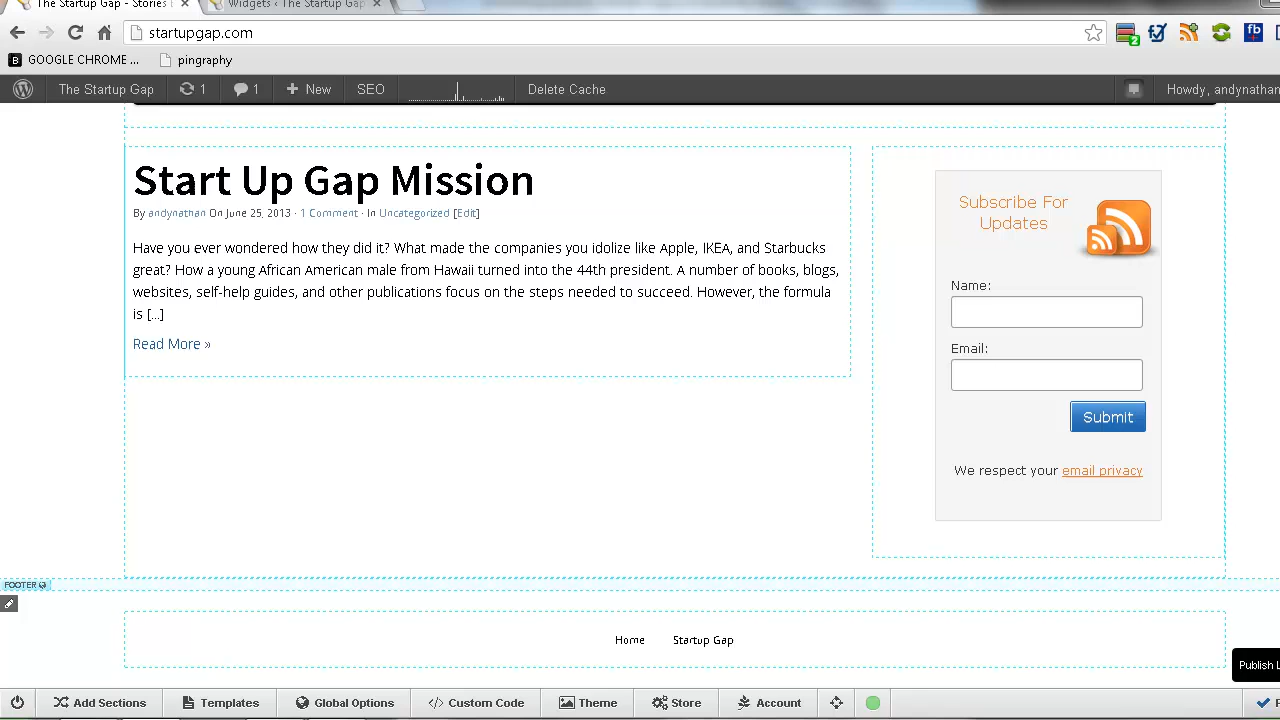 The Startup Gap - Stories
Widgets ‹ The Startup Gap
startupgap.com
2
fb
B GOOGLE CHROME ...
pingraphy
The Startup Gap
1
1
New
SEO
Delete Cache
Howdy, andynathan
Start Up Gap Mission
By andynathan On June 25, 2013 · 1 Comment · In Uncategorized [Edit]
Have you ever wondered how they did it? What made the companies you idolize like Apple, IKEA, and Starbucks
great? How a young African American male from Hawaii turned into the 44th president. A number of books, blogs,
websites, self-help guides, and other publications focus on the steps needed to succeed. However, the formula
is [...]
Read More »
Subscribe For
Updates
Name:
Email:
Submit
We respect your email privacy
FOOTER
Home
Startup Gap
Publish
Add Sections
Templates
Global Options
Custom Code
Theme
Store
Account